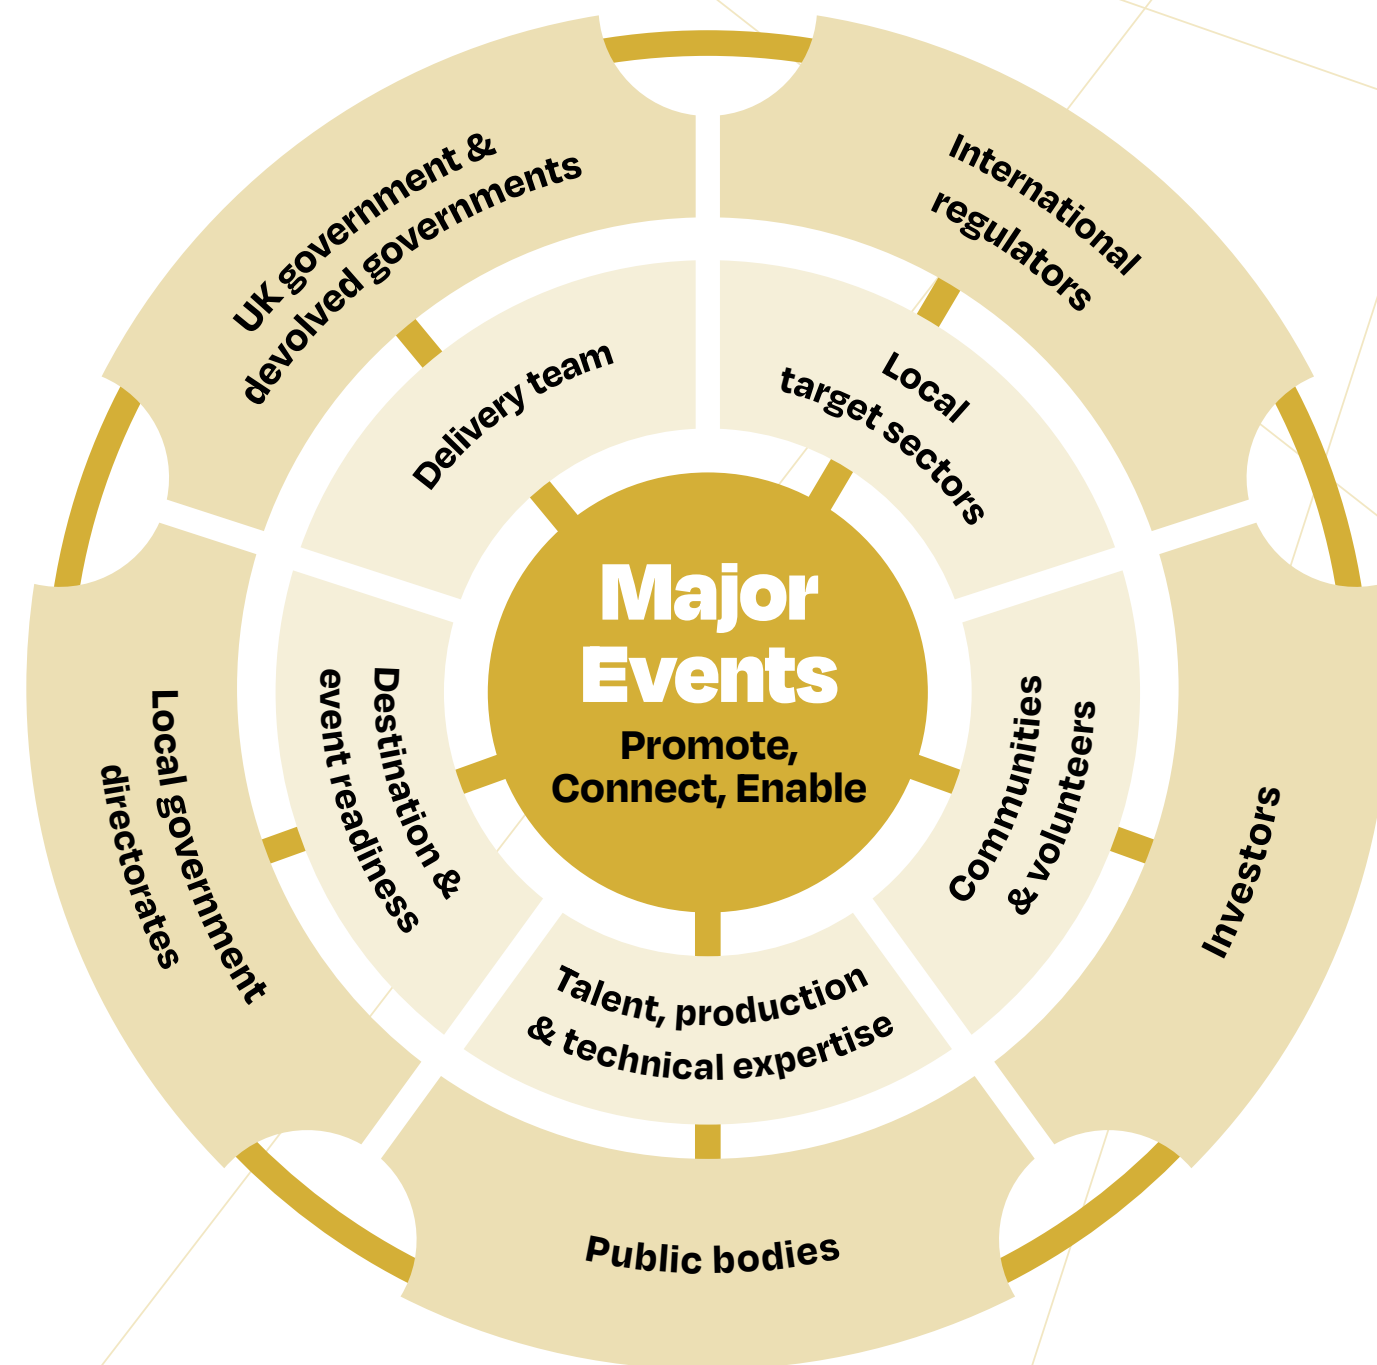 UK government &
devolved governments
International
regulators
Delivery team
Local
target sectors
Major
Events
Promote,
Connect, Enable
Destination &
event readiness
Communities
& volunteers
Local government
directorates
Investors
Talent, production
& technical expertise
Public bodies